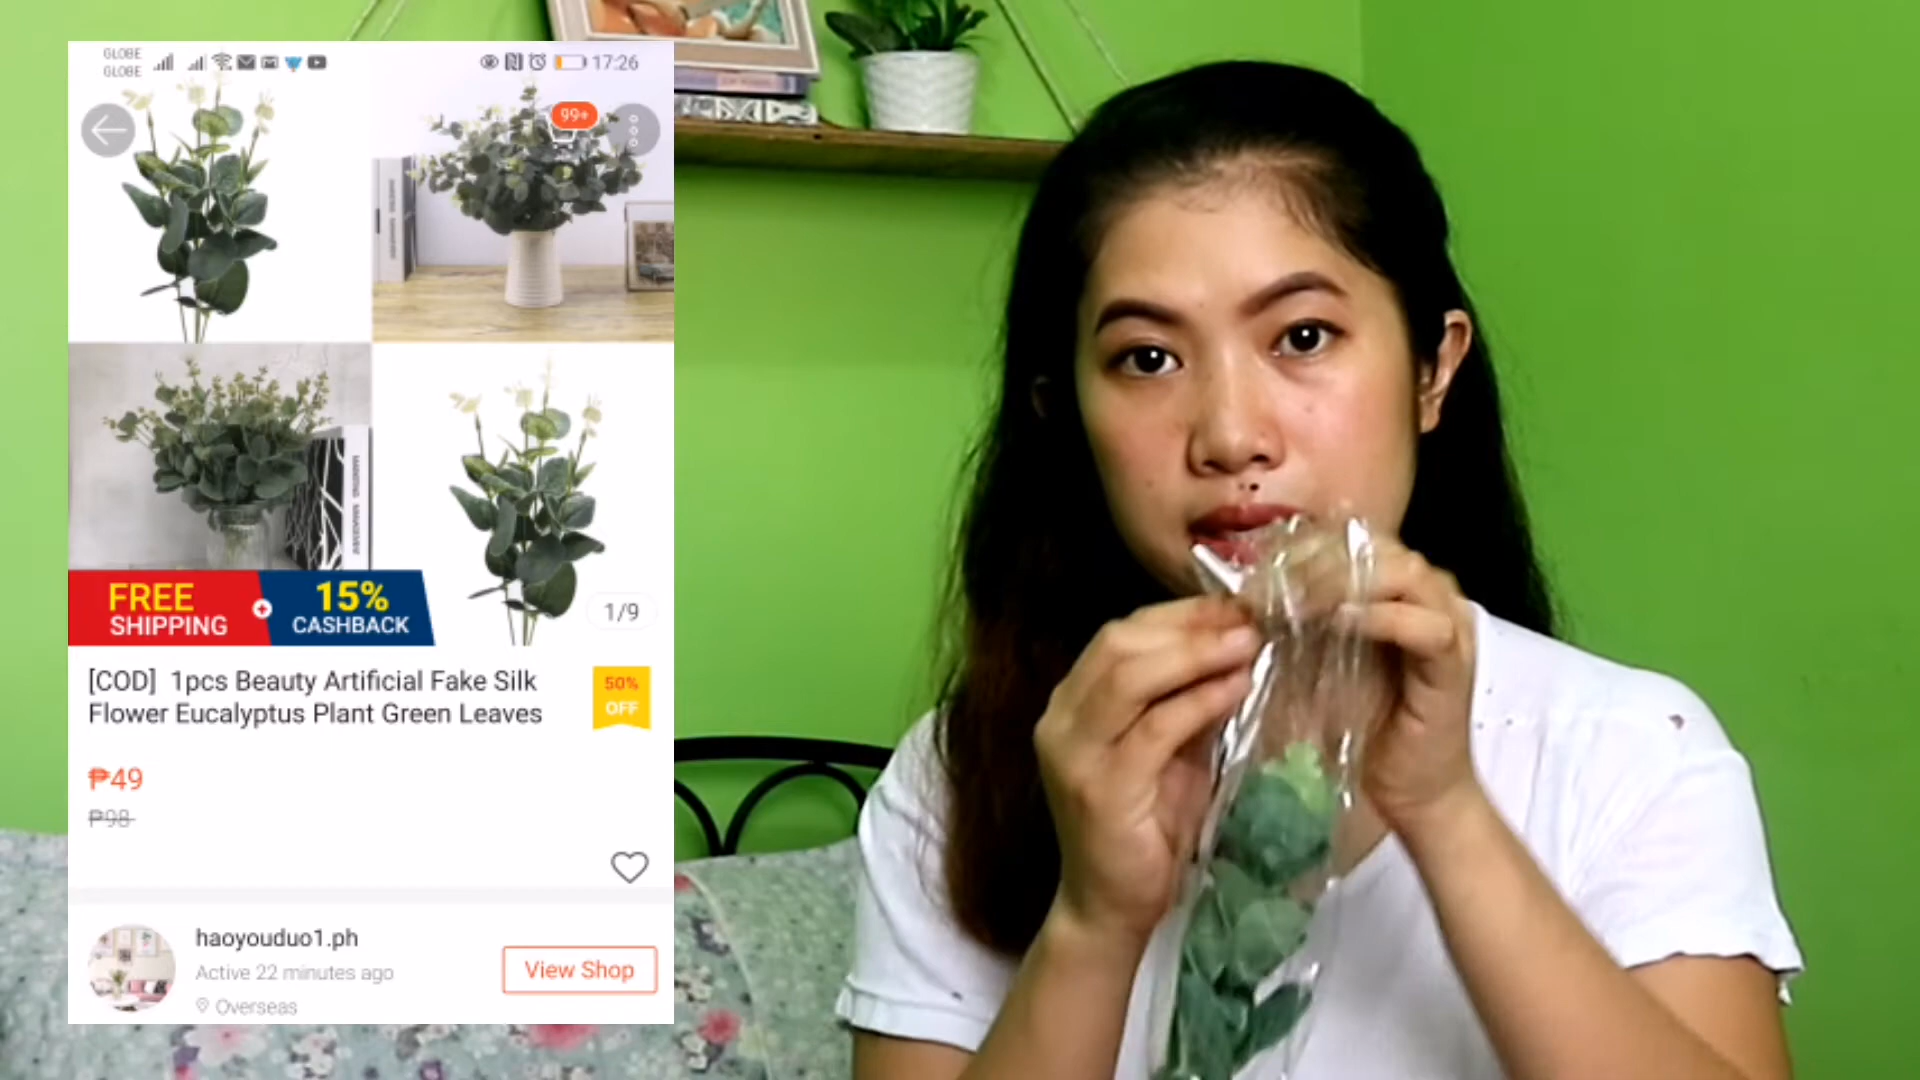 GLOBE
GLOBE
17:26
99+
FREE
SHIPPING
15%
CASHBACK
1/9
[COD] 1pcs Beauty Artificial Fake Silk
Flower Eucalyptus Plant Green Leaves
50%
OFF
₱49
₱98
haoyouduo1.ph
Active 22 minutes ago
Overseas
View Shop